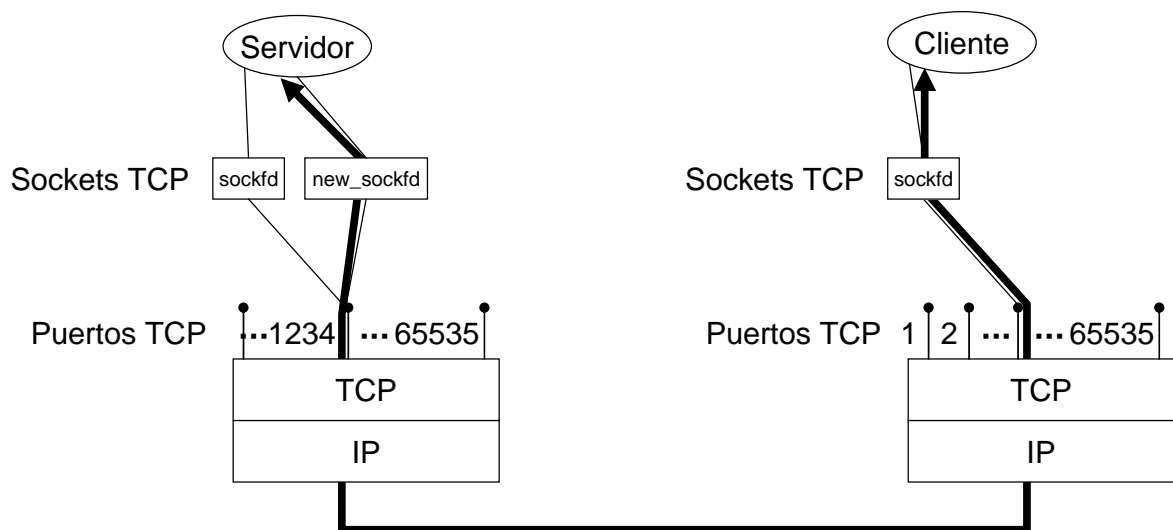 Servidor
Cliente
Sockets TCP
sockfd
new_sockfd
Sockets TCP
sockfd
Puertos TCP
...1234
... 65535
Puertos TCP
1
2
...
... 65535
TCP
TCP
IP
IP